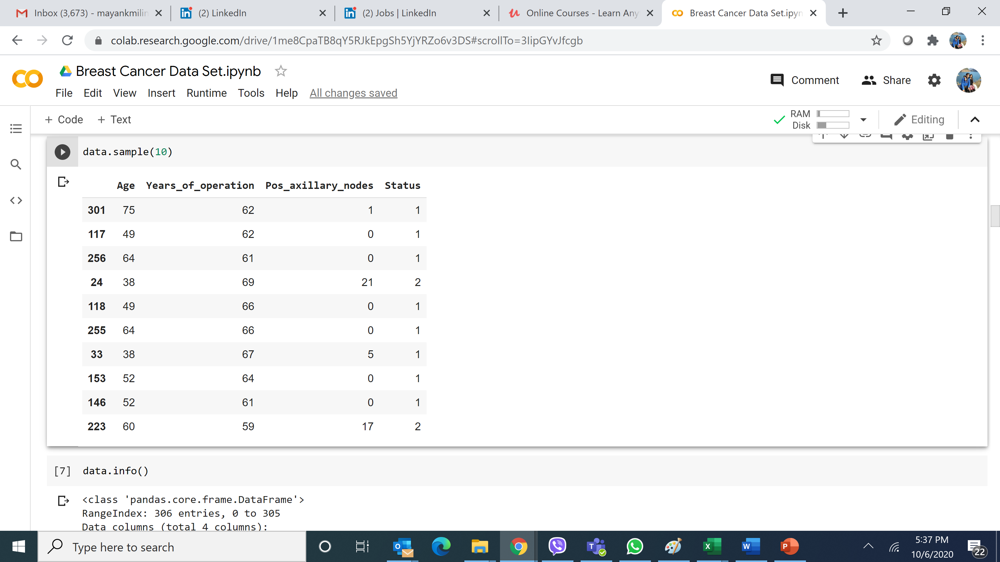 Inbox (3,673) - mayankmilin
(2) LinkedIn
(2) Jobs | LinkedIn
Online Courses - Learn Any
Breast Cancer Data Set.ipyn
colab.research.google.com/drive/1me8CpaTB8qY5RJkEpgSh5YjYRZo6v3DS#scrollTo=3IipGYvJfcgb
Breast Cancer Data Set.ipynb
Comment Share
File Edit View Insert Runtime Tools Help All changes saved
+ Code + Text
RAM
Disk
Editing
data.sample(10)
Age Years_of_operation Pos_axillary_nodes Status
301 75 62 1 1
117 49 62 0 1
256 64 61 0 1
24 38 69 21 2
118 49 66 0 1
255 64 66 0 1
33 38 67 5 1
153 52 64 0 1
146 52 61 0 1
223 60 59 17 2
[7] data.info()
<class 'pandas.core.frame.DataFrame'>
RangeIndex: 306 entries, 0 to 305
Data columns (total 4 columns):
Type here to search
5:37 PM
10/6/2020
22